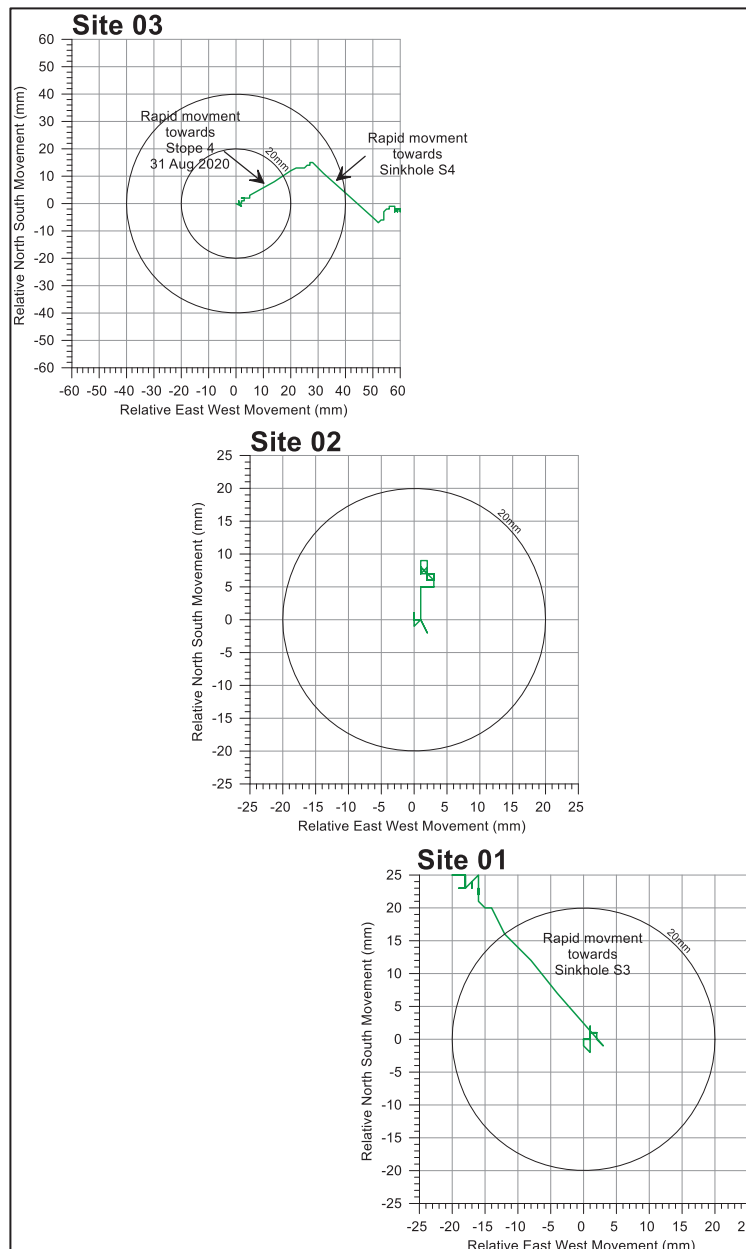 Site 03
60
50
40
30
20
10
0
-10
-20
-30
-40
-50
-60
Relative North South Movement (mm)
Rapid movment
towards
Stope 4
31 Aug 2020
20mm
Rapid movment
towards
Sinkhole S4
-60 -50 -40 -30 -20 -10 0 10 20 30 40 50 60
Relative East West Movement (mm)
Site 02
25
20
15
10
5
0
-5
-10
-15
-20
-25
Relative North South Movement (mm)
20mm
-25 -20 -15 -10 -5 0 5 10 15 20 25
Relative East West Movement (mm)
Site 01
25
20
15
10
5
0
-5
-10
-15
-20
-25
Relative North South Movement (mm)
Rapid movment
towards
Sinkhole S3
20mm
-25 -20 -15 -10 -5 0 5 10 15 20
Relative East West Movement (mm)